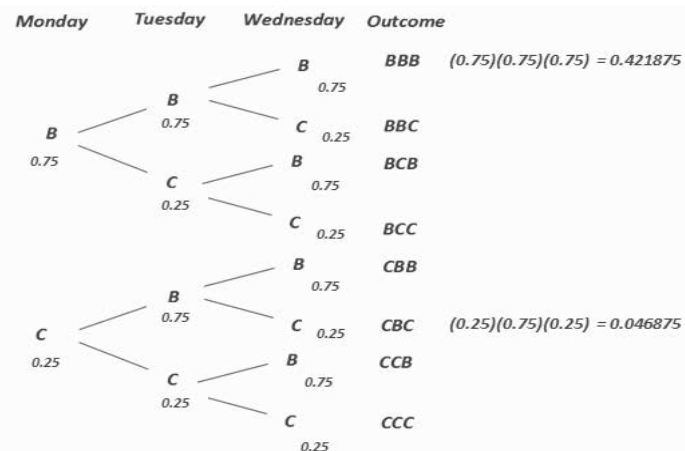 Monday Tuesday Wednesday Outcome
B BBB (0.75)(0.75)(0.75) = 0.421875
0.75
B
0.75
C BBC
0.25
B
0.75
B BCB
0.75
C
0.25
C BCC
0.25
B CBB
0.75
B
0.75
C CBC (0.25)(0.75)(0.25) = 0.046875
0.25
C
0.25
B CCB
0.75
C
0.25
C CCC
0.25